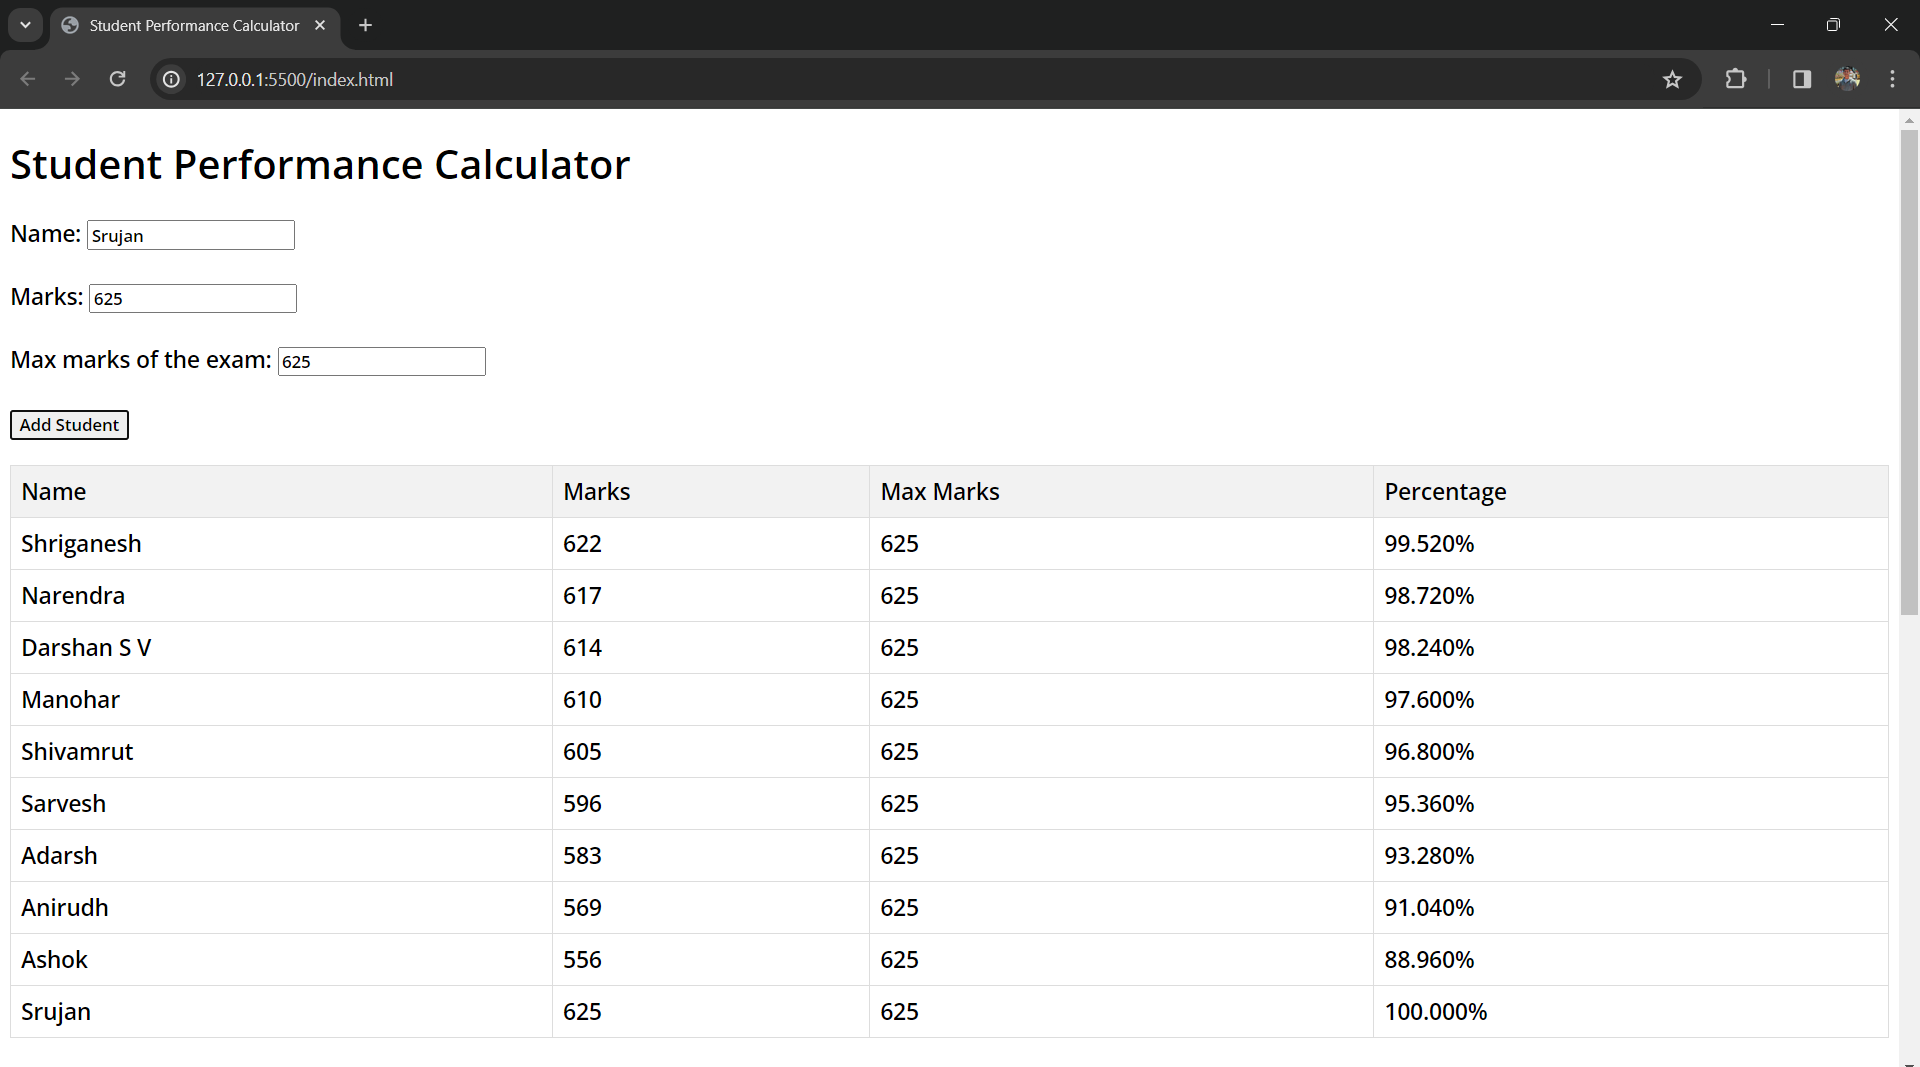 Student Performance Calculator
127.0.0.1:5500/index.html
Student Performance Calculator
Name: Srujan
Marks: 625
Max marks of the exam: 625
Add Student
Name Marks Max Marks Percentage
Shriganesh 622 625 99.520%
Narendra 617 625 98.720%
Darshan S V 614 625 98.240%
Manohar 610 625 97.600%
Shivamrut 605 625 96.800%
Sarvesh 596 625 95.360%
Adarsh 583 625 93.280%
Anirudh 569 625 91.040%
Ashok 556 625 88.960%
Srujan 625 625 100.000%